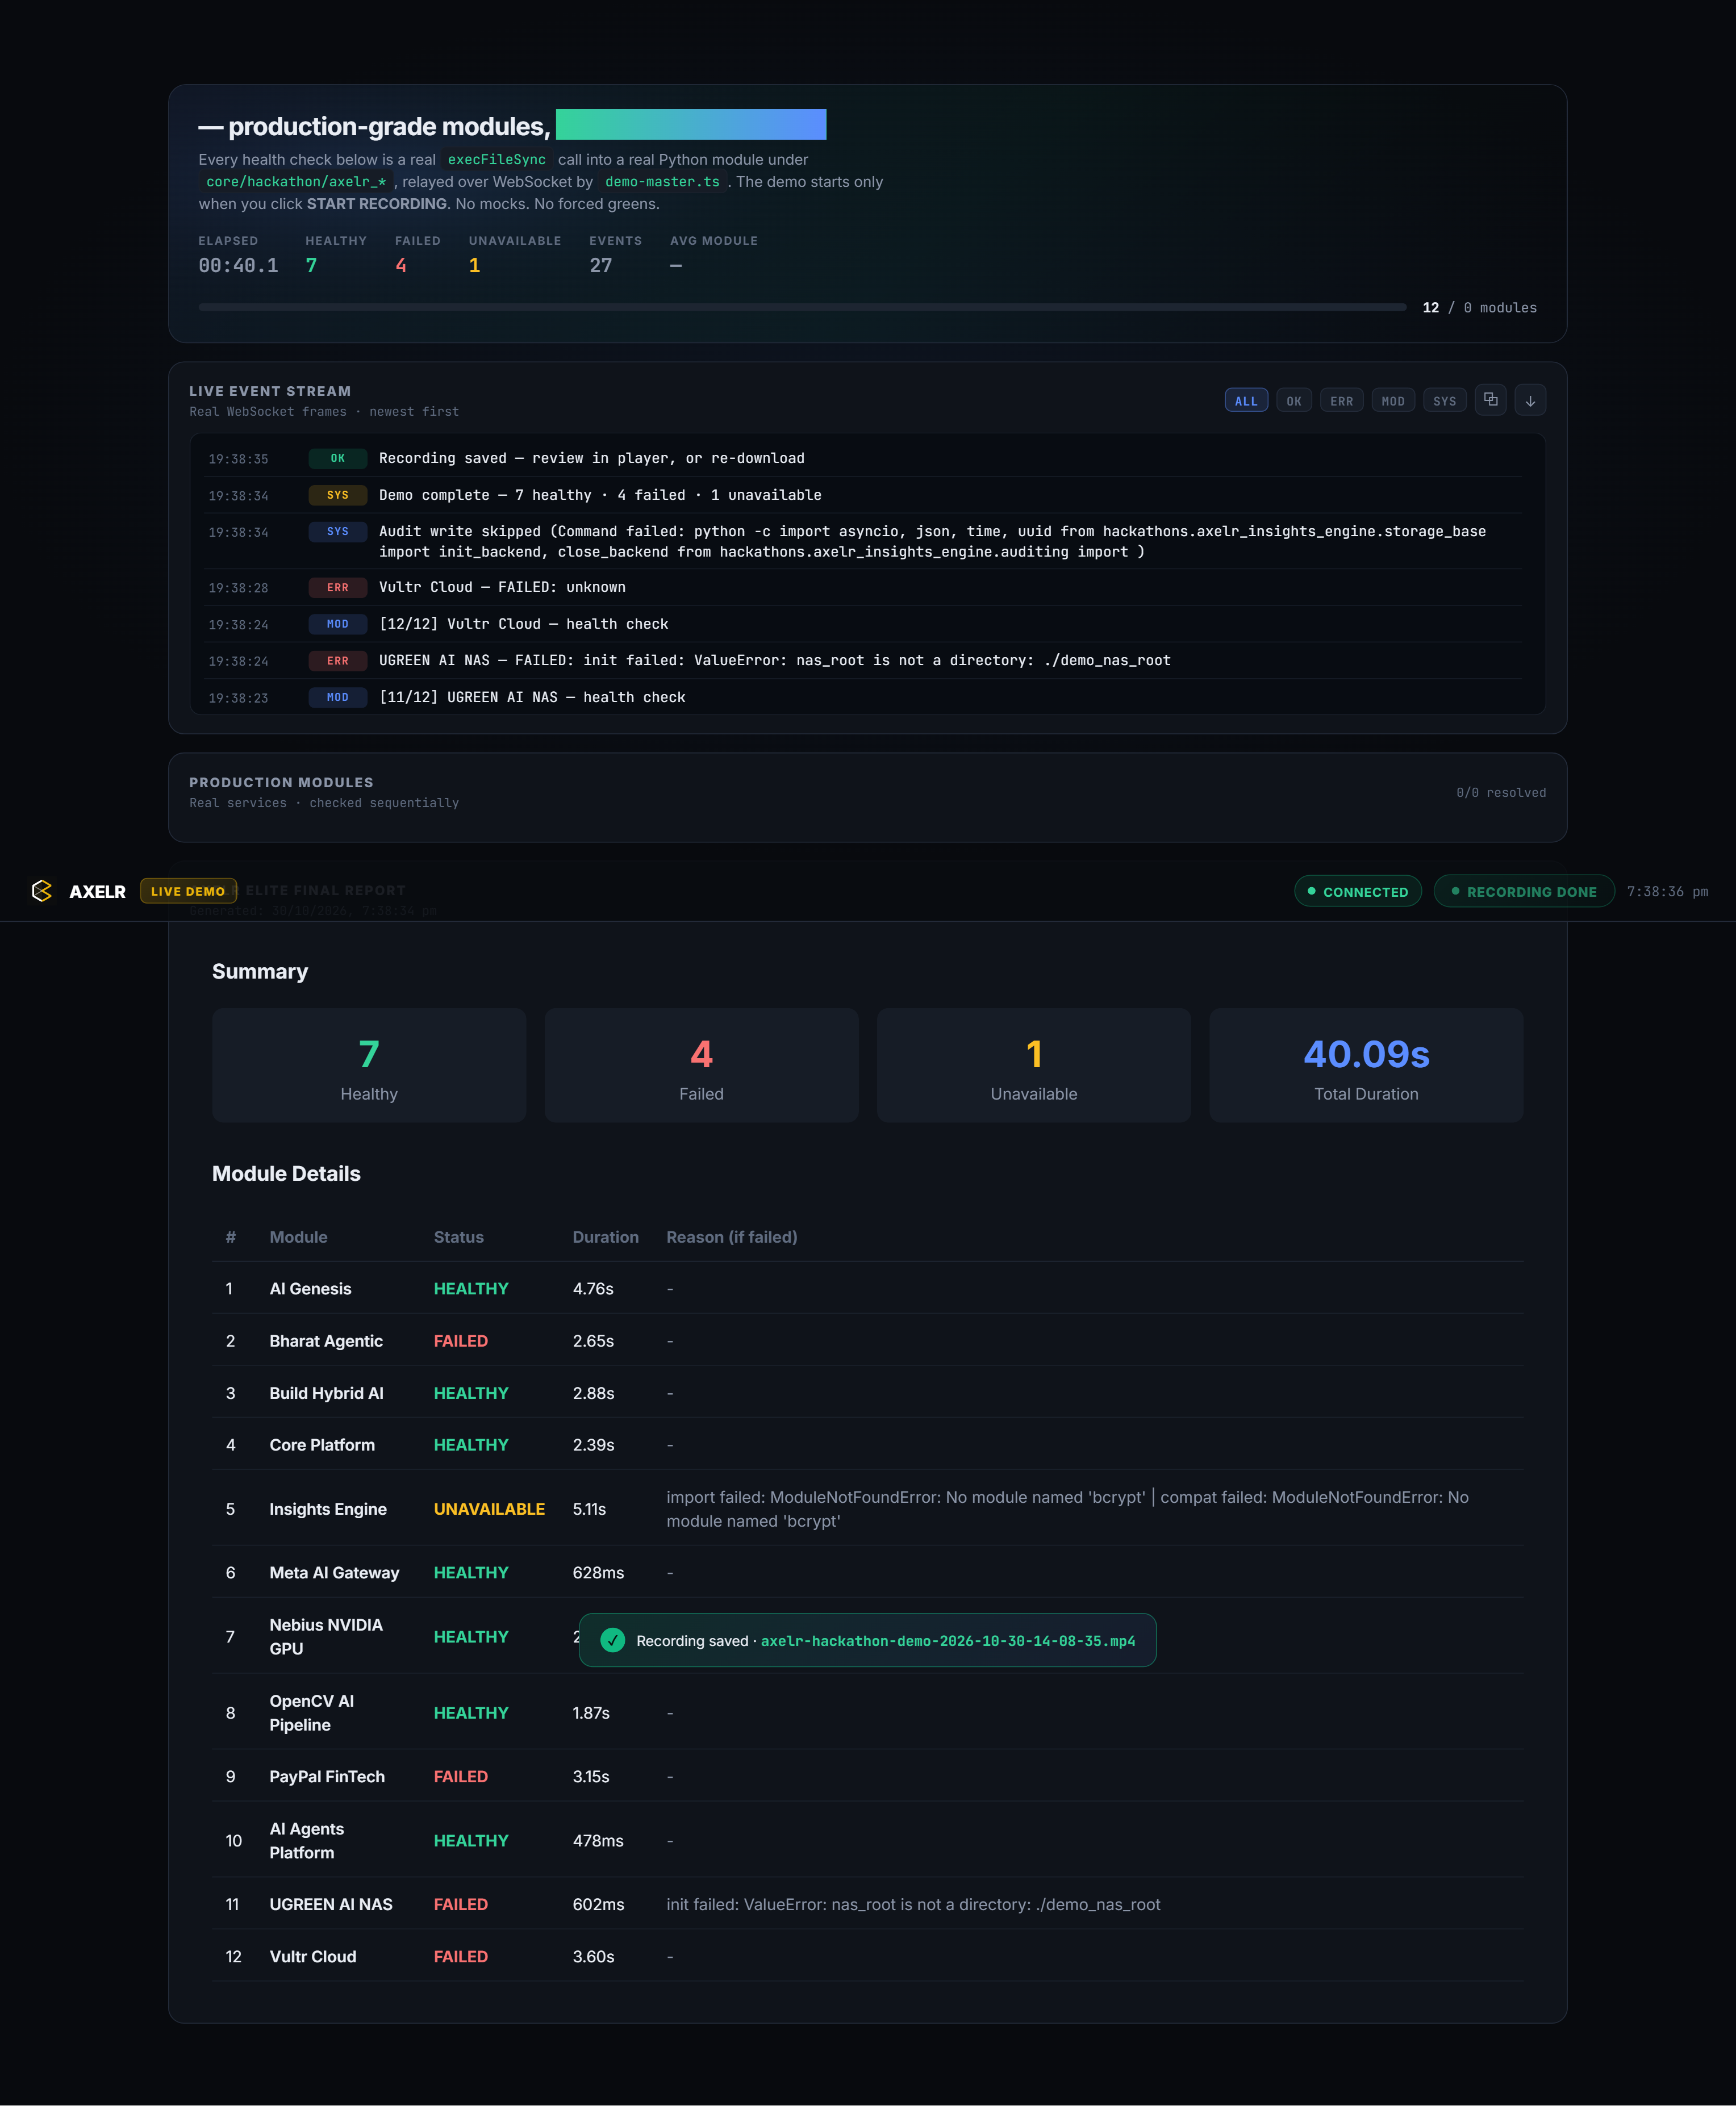 — production-grade modules,
Every health check below is a real execFileSync call into a real Python module under
core/hackathon/axelr_*, relayed over WebSocket by demo-master.ts. The demo starts only
when you click START RECORDING. No mocks. No forced greens.
ELAPSED HEALTHY FAILED UNAVAILABLE EVENTS AVG MODULE
00:40.1 7 4 1 27 —
12 / 0 modules
LIVE EVENT STREAM
Real WebSocket frames · newest first
ALL OK ERR MOD SYS ↓
19:38:35 OK Recording saved — review in player, or re-download
19:38:34 SYS Demo complete — 7 healthy · 4 failed · 1 unavailable
19:38:34 SYS Audit write skipped (Command failed: python -c import asyncio, json, time, uuid from hackathons.axelr_insights_engine.storage_base
import init_backend, close_backend from hackathons.axelr_insights_engine.auditing import )
19:38:28 ERR Vultr Cloud — FAILED: unknown
19:38:24 MOD [12/12] Vultr Cloud — health check
19:38:24 ERR UGREEN AI NAS — FAILED: init failed: ValueError: nas_root is not a directory: ./demo_nas_root
19:38:23 MOD [11/12] UGREEN AI NAS — health check
PRODUCTION MODULES
Real services · checked sequentially
0/0 resolved
AXELR LIVE DEMO
ELITE FINAL REPORT
Generated: 30/10/2026, 7:38:34 pm
CONNECTED RECORDING DONE 7:38:36 pm
Summary
7 4 1 40.09s
Healthy Failed Unavailable Total Duration
Module Details
# Module Status Duration Reason (if failed)
1 AI Genesis HEALTHY 4.76s -
2 Bharat Agentic FAILED 2.65s -
3 Build Hybrid AI HEALTHY 2.88s -
4 Core Platform HEALTHY 2.39s -
5 Insights Engine UNAVAILABLE 5.11s import failed: ModuleNotFoundError: No module named 'bcrypt' | compat failed: ModuleNotFoundError: No
module named 'bcrypt'
6 Meta AI Gateway HEALTHY 628ms -
7 Nebius NVIDIA
GPU HEALTHY
Recording saved · axelr-hackathon-demo-2026-10-30-14-08-35.mp4
8 OpenCV AI
Pipeline HEALTHY 1.87s -
9 PayPal FinTech FAILED 3.15s -
10 AI Agents
Platform HEALTHY 478ms -
11 UGREEN AI NAS FAILED 602ms init failed: ValueError: nas_root is not a directory: ./demo_nas_root
12 Vultr Cloud FAILED 3.60s -